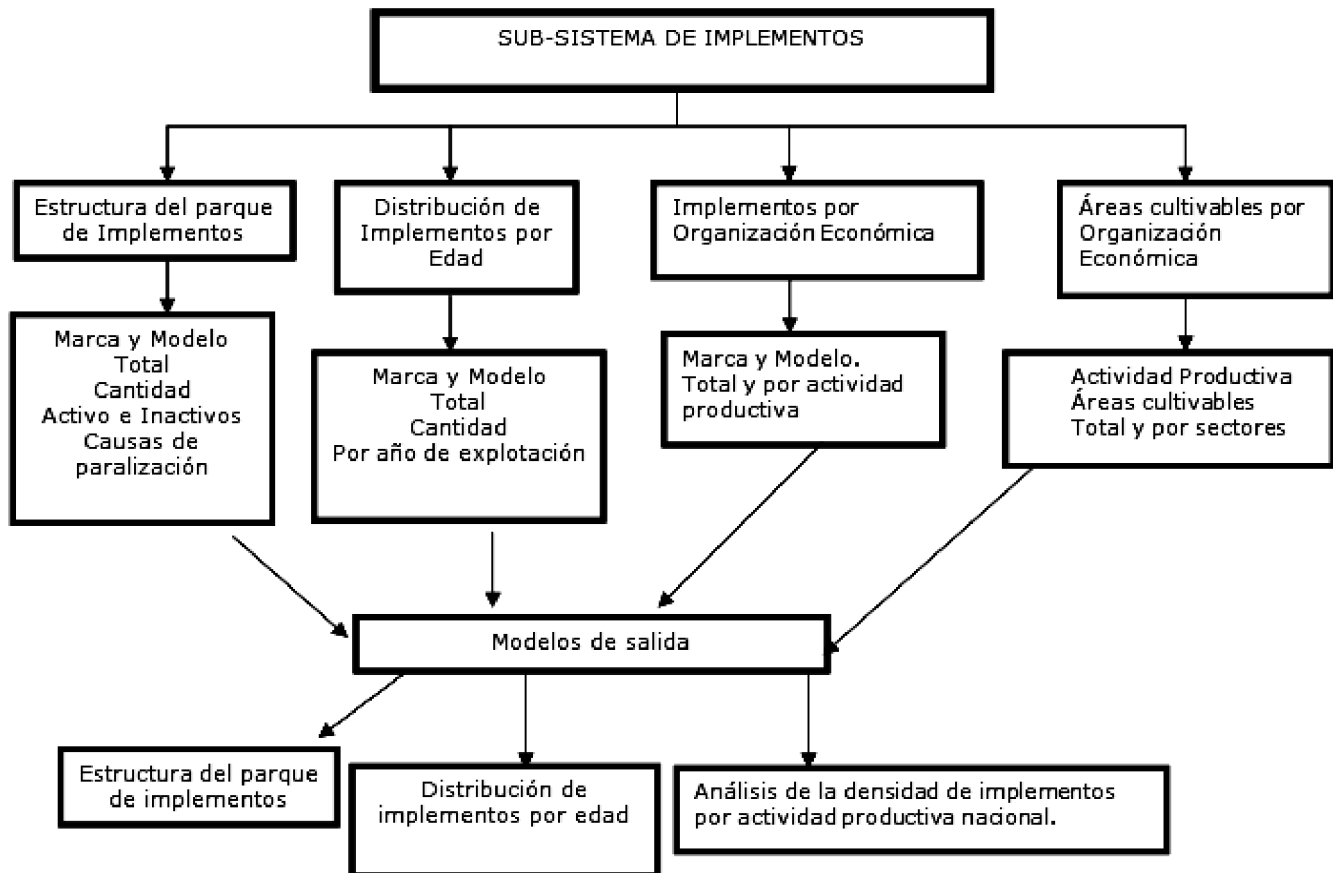 SUB-SISTEMA DE IMPLEMENTOS
Estructura del parque
de Implementos
Distribución de
Implementos por
Edad
Implementos por
Organización Económica
Áreas cultivables por
Organización
Económica
Marca y Modelo
Total
Cantidad
Activo e Inactivos
Causas de
paralización
Marca y Modelo
Total
Cantidad
Por año de explotación
Marca y Modelo.
Total y por actividad
productiva
Actividad Productiva
Áreas cultivables
Total y por sectores
Modelos de salida
Estructura del parque
de implementos
Distribución de
implementos por edad
Análisis de la densidad de implementos
por actividad productiva nacional.